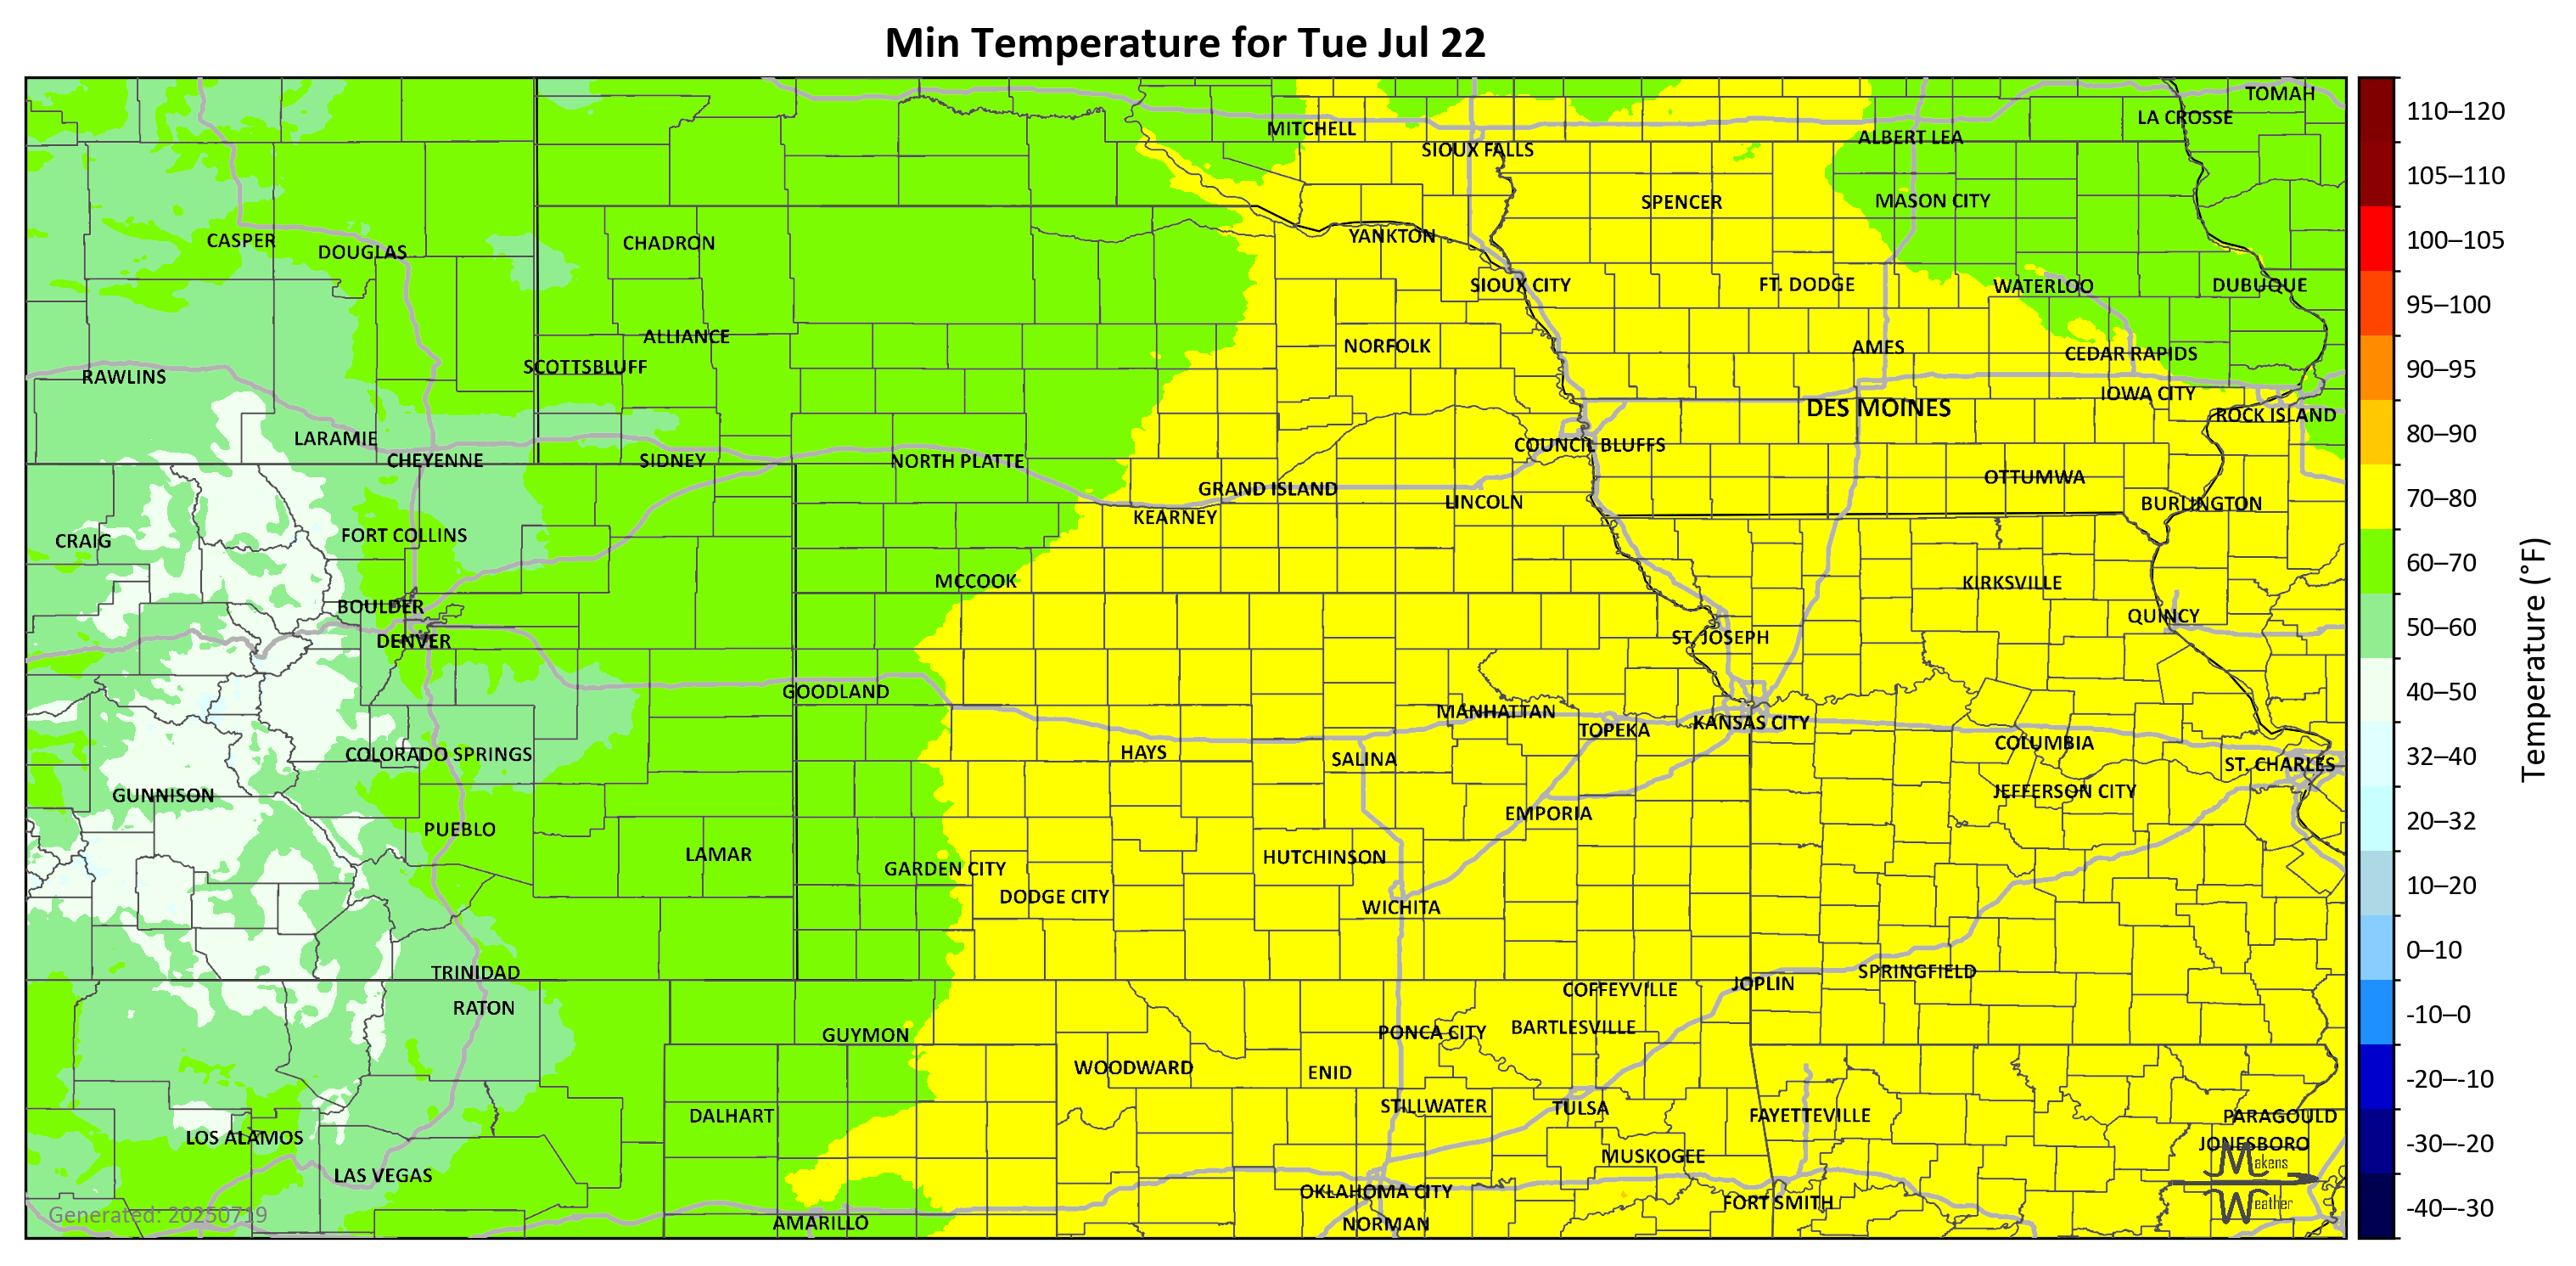 Min Temperature for Tue Jul 22
TOMAH
LA CROSSE
MITCHELL
ALBERT LEA
SIOUX FALLS
SPENCER
MASON CITY
CASPER
DOUGLAS
CHADRON
YANKTON
SIOUX CITY
FT. DODGE
WATERLOO
DUBUQUE
ALLIANCE
NORFOLK
AMES
CEDAR RAPIDS
SCOTTSBLUFF
RAWLINS
IOWA CITY
DES MOINES
ROCK ISLAND
LARAMIE
COUNCIL BLUFFS
CHEYENNE
SIDNEY
NORTH PLATTE
OTTUMWA
GRAND ISLAND
LINCOLN
BURLINGTON
KEARNEY
FORT COLLINS
CRAIG
MCCOOK
KIRKSVILLE
BOULDER
QUINCY
DENVER
ST. JOSEPH
GOODLAND
MANHATTAN
KANSAS CITY
TOPEKA
COLUMBIA
COLORADO SPRINGS
HAYS
SALINA
ST. CHARLES
GUNNISON
JEFFERSON CITY
EMPORIA
PUEBLO
LAMAR
HUTCHINSON
GARDEN CITY
DODGE CITY
WICHITA
TRINIDAD
SPRINGFIELD
JOPLIN
COFFEYVILLE
RATON
BARTLESVILLE
PONCA CITY
GUYMON
WOODWARD
ENID
STILLWATER
TULSA
DALHART
FAYETTEVILLE
PARAGOULD
LOS ALAMOS
JONESBORO
MUSKOGEE
LAS VEGAS
OKLAHOMA CITY
FORT SMITH
AMARILLO
NORMAN
Generated: 20250719
Makens
Weather
110–120
105–110
100–105
95–100
90–95
80–90
70–80
60–70
50–60
40–50
32–40
20–32
10–20
0–10
-10–0
-20–-10
-30–-20
-40–-30
Temperature (°F)